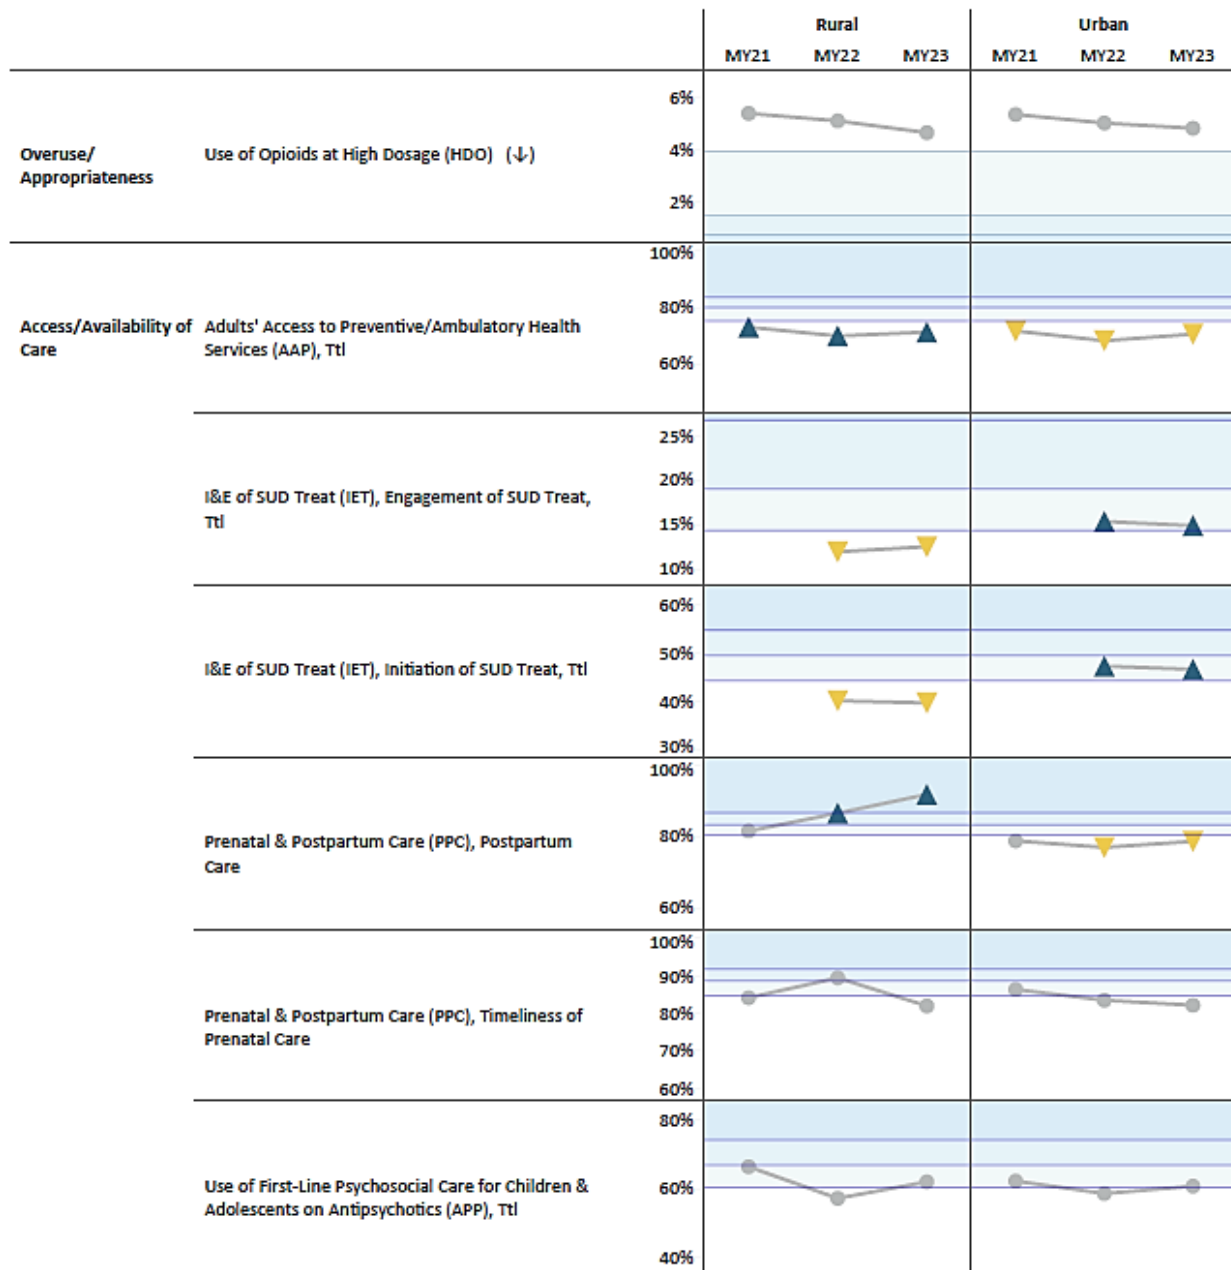 Rural Urban
MY21 MY22 MY23 MY21 MY22 MY23
6%
Overuse/
Appropriateness
Use of Opioids at High Dosage (HDO) (↓)
4%
2%
100%
80%
Access/Availability of
Care
Adults' Access to Preventive/Ambulatory Health
Services (AAP), Ttl
60%
25%
20%
I&E of SUD Treat (IET), Engagement of SUD Treat,
Ttl
15%
10%
60%
50%
I&E of SUD Treat (IET), Initiation of SUD Treat, Ttl
40%
30%
100%
80%
Prenatal & Postpartum Care (PPC), Postpartum
Care
60%
100%
90%
80%
Prenatal & Postpartum Care (PPC), Timeliness of
Prenatal Care
70%
60%
80%
60%
Use of First-Line Psychosocial Care for Children &
Adolescents on Antipsychotics (APP), Ttl
40%